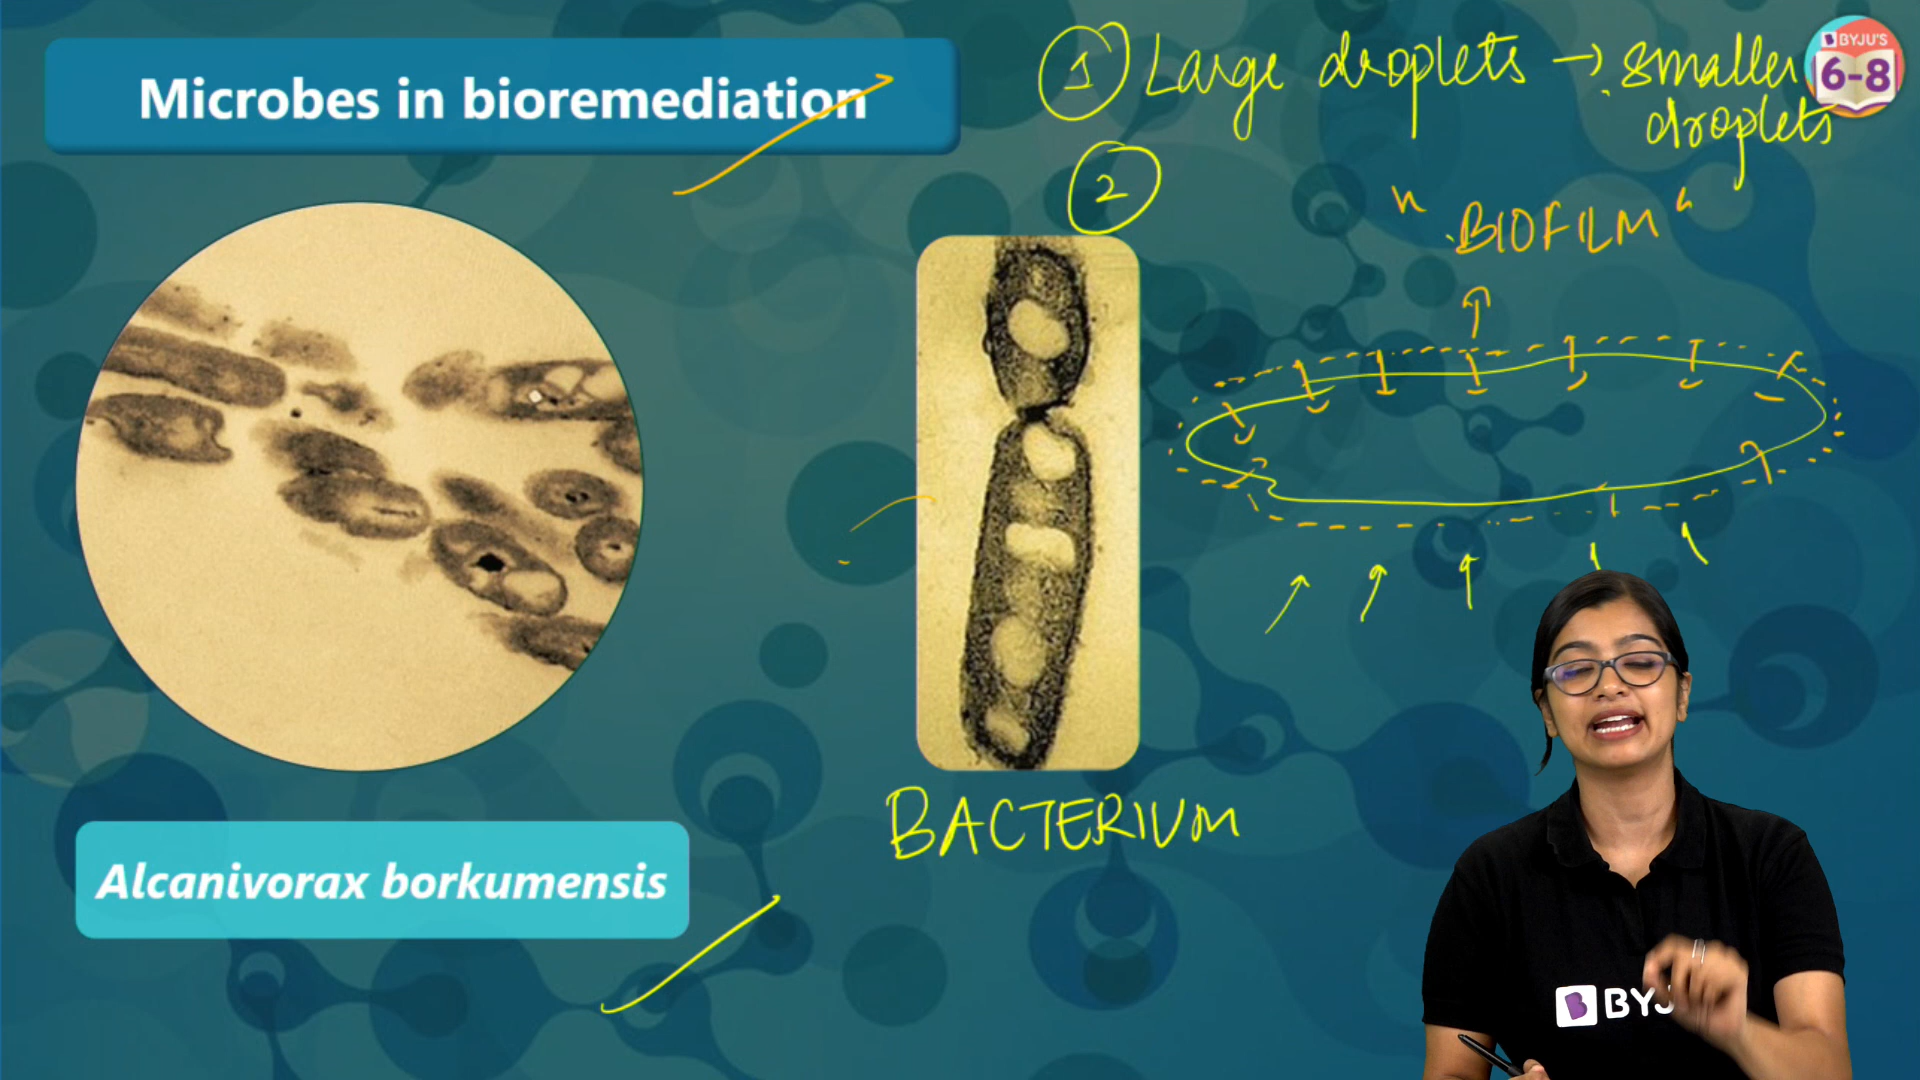 Microbes in bioremediation
1 Large droplets → smaller
droplets
BYJU'S
6-8
2
"BIOFILM"
BACTERIUM
Alcanivorax borkumensis
BYJ